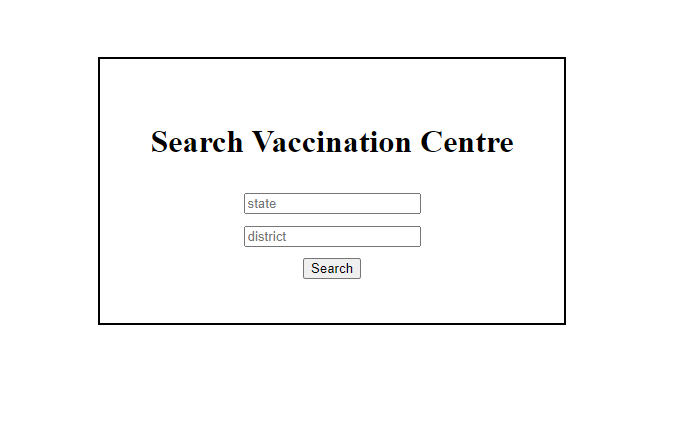 Search Vaccination Centre
state
district
Search